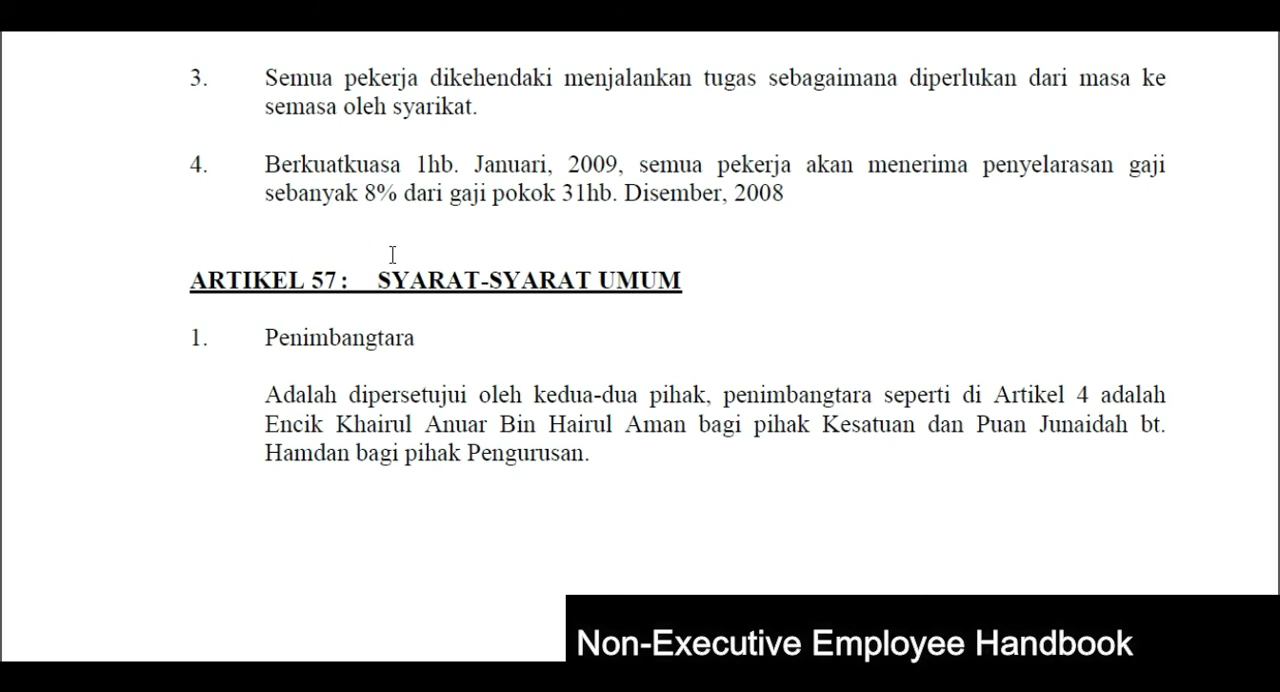 3. Semua pekerja dikehendaki menjalankan tugas sebagaimana diperlukan dari masa ke
semasa oleh syarikat.
4. Berkuatkuasa 1hb. Januari, 2009, semua pekerja akan menerima penyelarasan gaji
sebanyak 8% dari gaji pokok 31hb. Disember, 2008
ARTIKEL 57: SYARAT-SYARAT UMUM
1. Penimbangtara
Adalah dipersetujui oleh kedua-dua pihak, penimbangtara seperti di Artikel 4 adalah
Encik Khairul Anuar Bin Hairul Aman bagi pihak Kesatuan dan Puan Junaidah bt.
Hamdan bagi pihak Pengurusan.
Non-Executive Employee Handbook